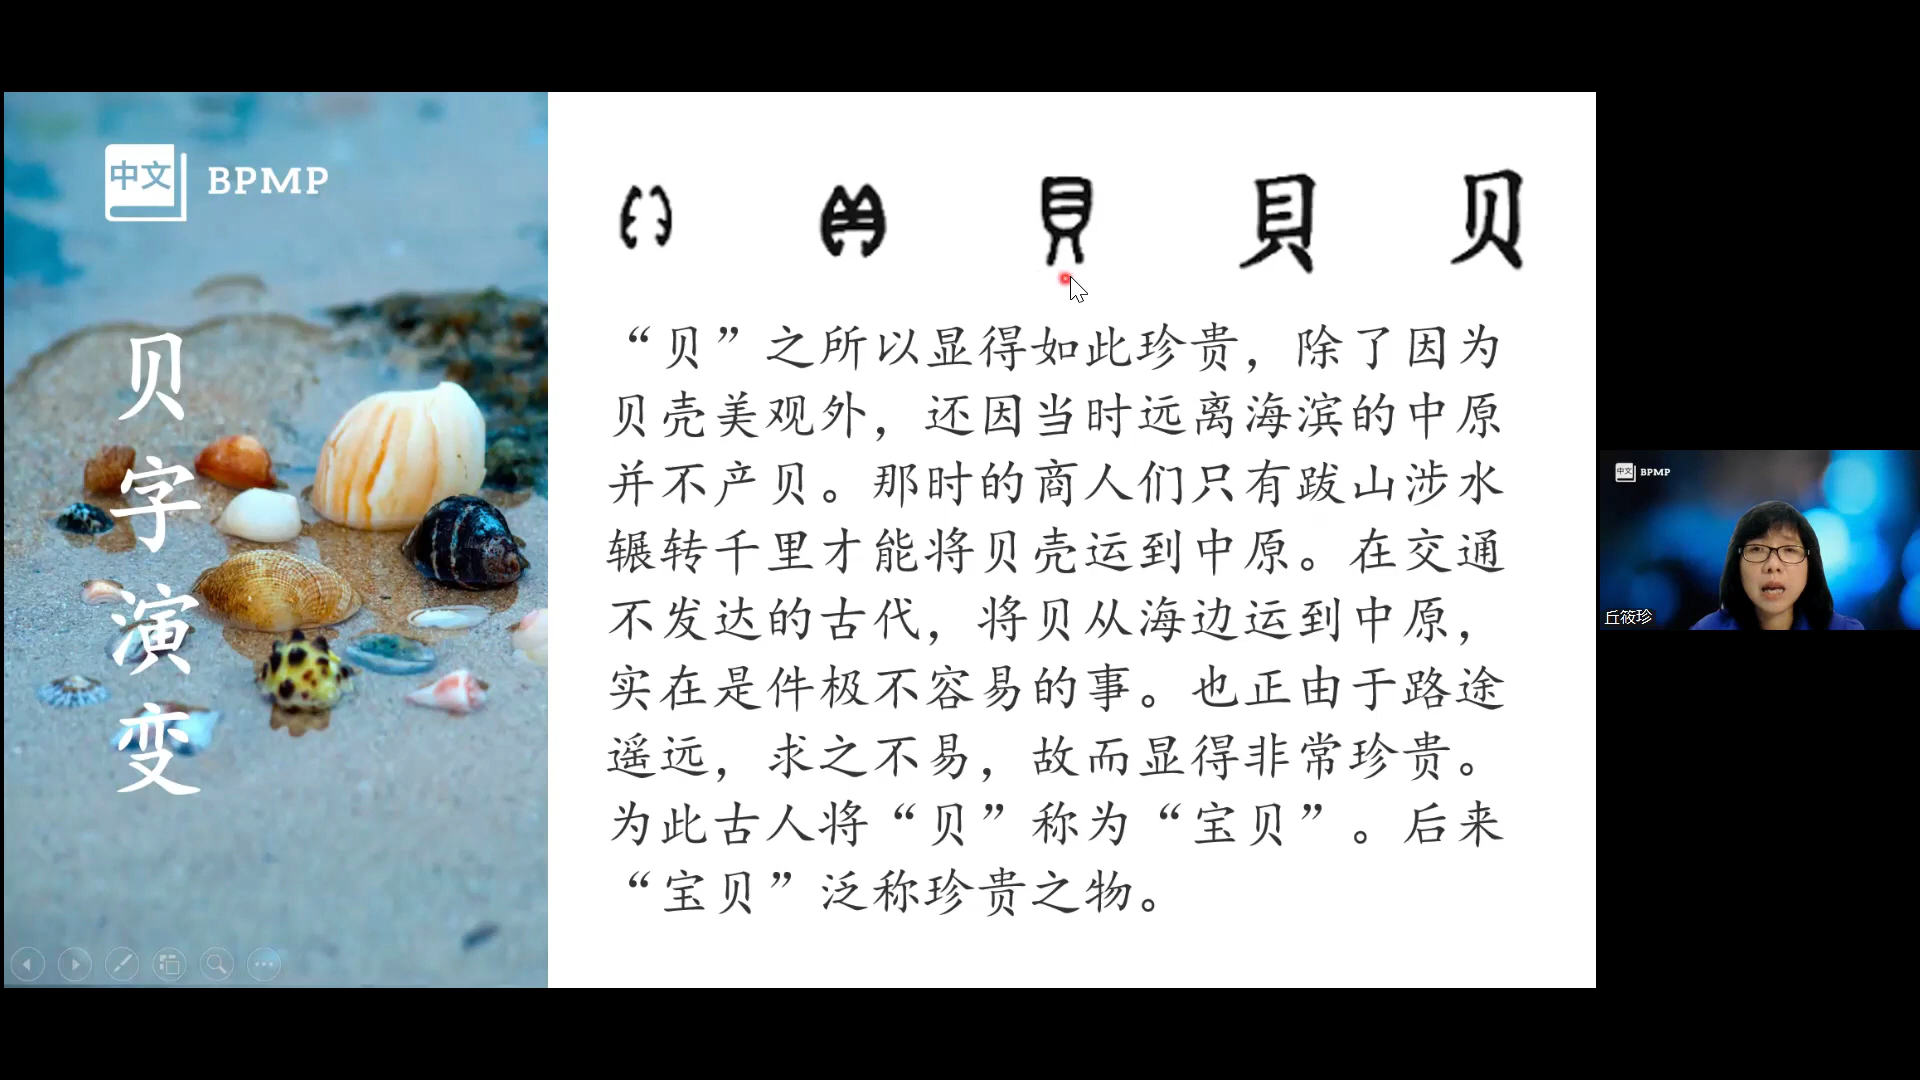 中文 BPMP
贝字演变
貝 贝
“贝”之所以显得如此珍贵，除了因为
贝壳美观外，还因当时远离海滨的中原
并不产贝。那时的商人们只有跋山涉水
辗转千里才能将贝壳运到中原。在交通
不发达的古代，将贝从海边运到中原，
实在是件极不容易的事。也正由于路途
遥远，求之不易，故而显得非常珍贵。
为此古人将“贝”称为“宝贝”。后来
“宝贝”泛称珍贵之物。
中文 BPMP
丘筱珍